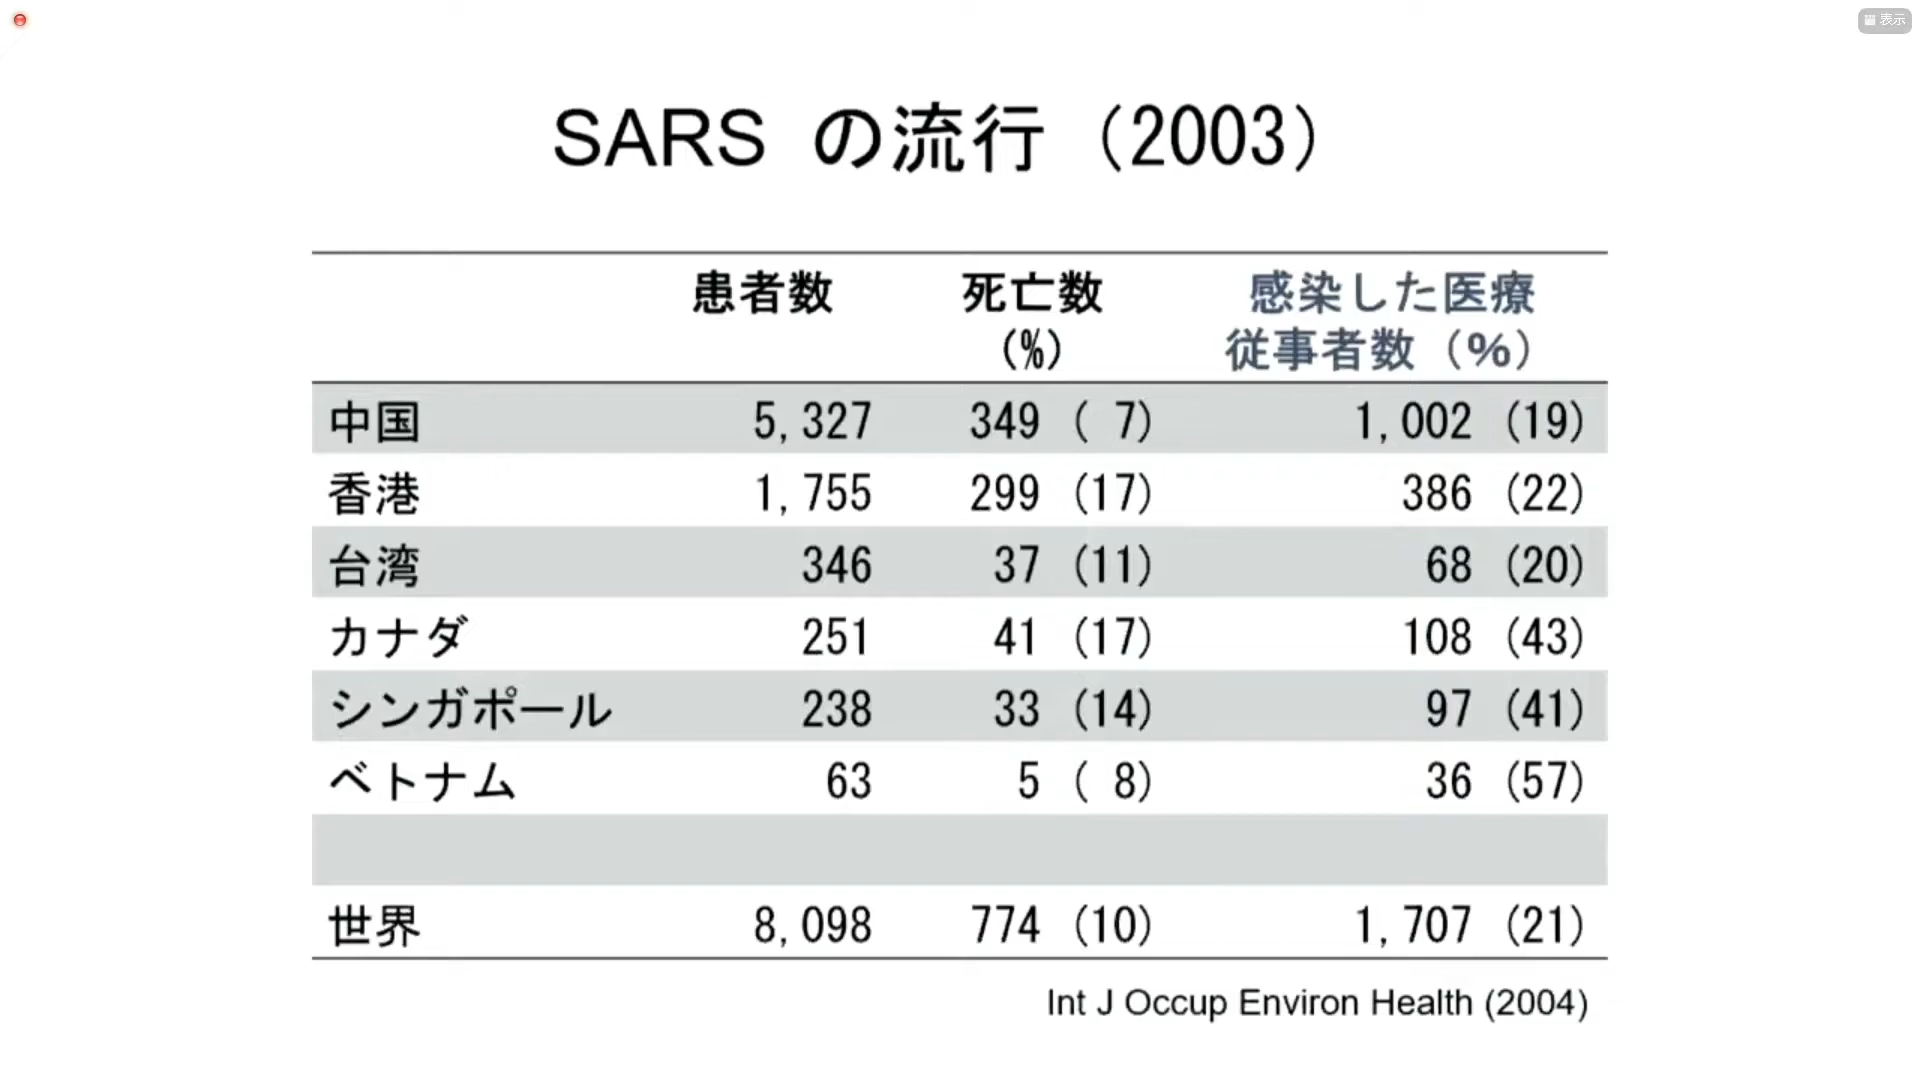 表示
SARS の流行（2003）
患者数 死亡数 感染した医療
(%) 従事者数（%）
中国 5,327 349 ( 7) 1,002 (19)
香港 1,755 299 (17) 386 (22)
台湾 346 37 (11) 68 (20)
カナダ 251 41 (17) 108 (43)
シンガポール 238 33 (14) 97 (41)
ベトナム 63 5 ( 8) 36 (57)
世界 8,098 774 (10) 1,707 (21)
Int J Occup Environ Health (2004)